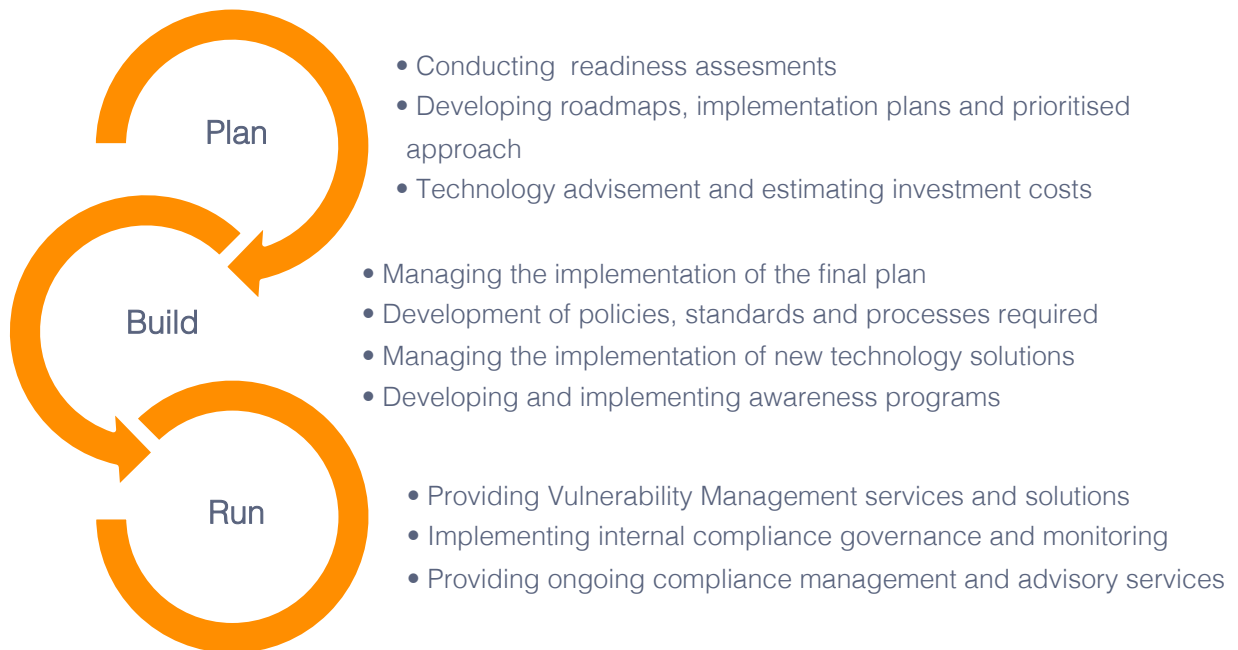 Plan
• Conducting readiness assesments
• Developing roadmaps, implementation plans and prioritised
approach
• Technology advisement and estimating investment costs
Build
• Managing the implementation of the final plan
• Development of policies, standards and processes required
• Managing the implementation of new technology solutions
• Developing and implementing awareness programs
Run
• Providing Vulnerability Management services and solutions
• Implementing internal compliance governance and monitoring
• Providing ongoing compliance management and advisory services